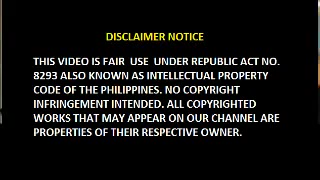 DISCLAIMER NOTICE
THIS VIDEO IS FAIR USE UNDER REPUBLIC ACT NO.
8293 ALSO KNOWN AS INTELLECTUAL PROPERTY
CODE OF THE PHILIPPINES. NO COPYRIGHT
INFRINGEMENT INTENDED. ALL COPYRIGHTED
WORKS THAT MAY APPEAR ON OUR CHANNEL ARE
PROPERTIES OF THEIR RESPECTIVE OWNER.